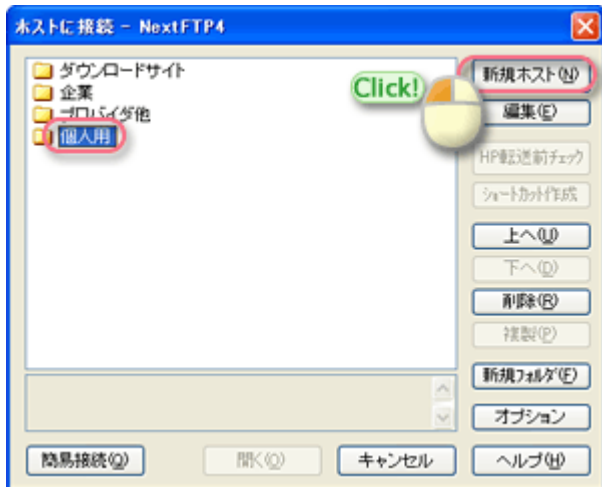 ホストに接続 - NextFTP4
ダウンロードサイト
企業
プロバイダ他
個人用
Click!
新規ホスト(N)
編集(E)
HP転送前チェック
ショートカット作成
上へ(U)
下へ(D)
削除(R)
複製(P)
新規フォルダ(F)
オプション
簡易接続(Q)
開く(O)
キャンセル
ヘルプ(H)